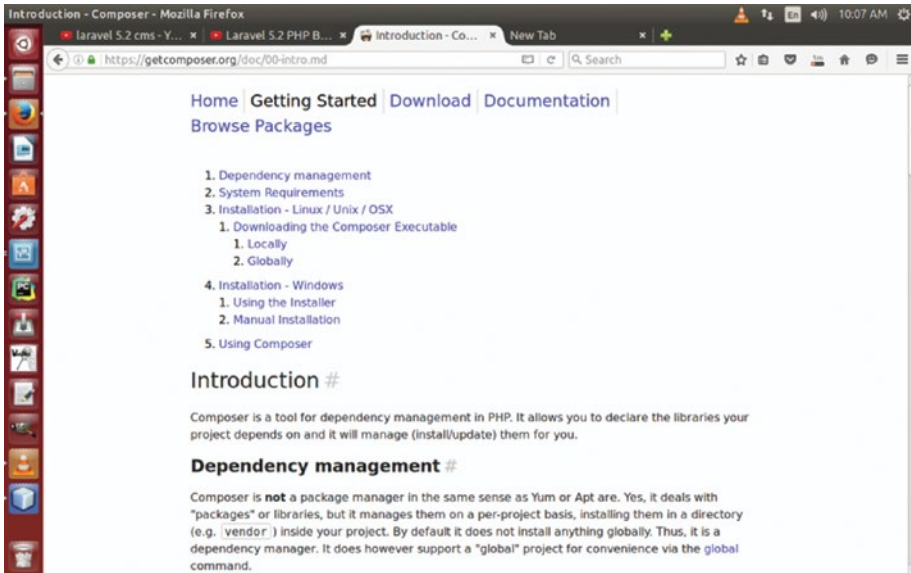 Introduction - Composer - Mozilla Firefox
En 10:07 AM
laravel 5.2 cms - Y... × Laravel 5.2 PHP B... × Introduction - Co... × New Tab ×
https://getcomposer.org/doc/00-intro.md Search
Home Getting Started Download Documentation
Browse Packages
1. Dependency management
2. System Requirements
3. Installation - Linux / Unix / OSX
1. Downloading the Composer Executable
1. Locally
2. Globally
4. Installation - Windows
1. Using the Installer
2. Manual Installation
5. Using Composer
Introduction #
Composer is a tool for dependency management in PHP. It allows you to declare the libraries your
project depends on and it will manage (install/update) them for you.
Dependency management #
Composer is not a package manager in the same sense as Yum or Apt are. Yes, it deals with
"packages" or libraries, but it manages them on a per-project basis, installing them in a directory
(e.g. vendor ) inside your project. By default it does not install anything globally. Thus, it is a
dependency manager. It does however support a "global" project for convenience via the global
command.